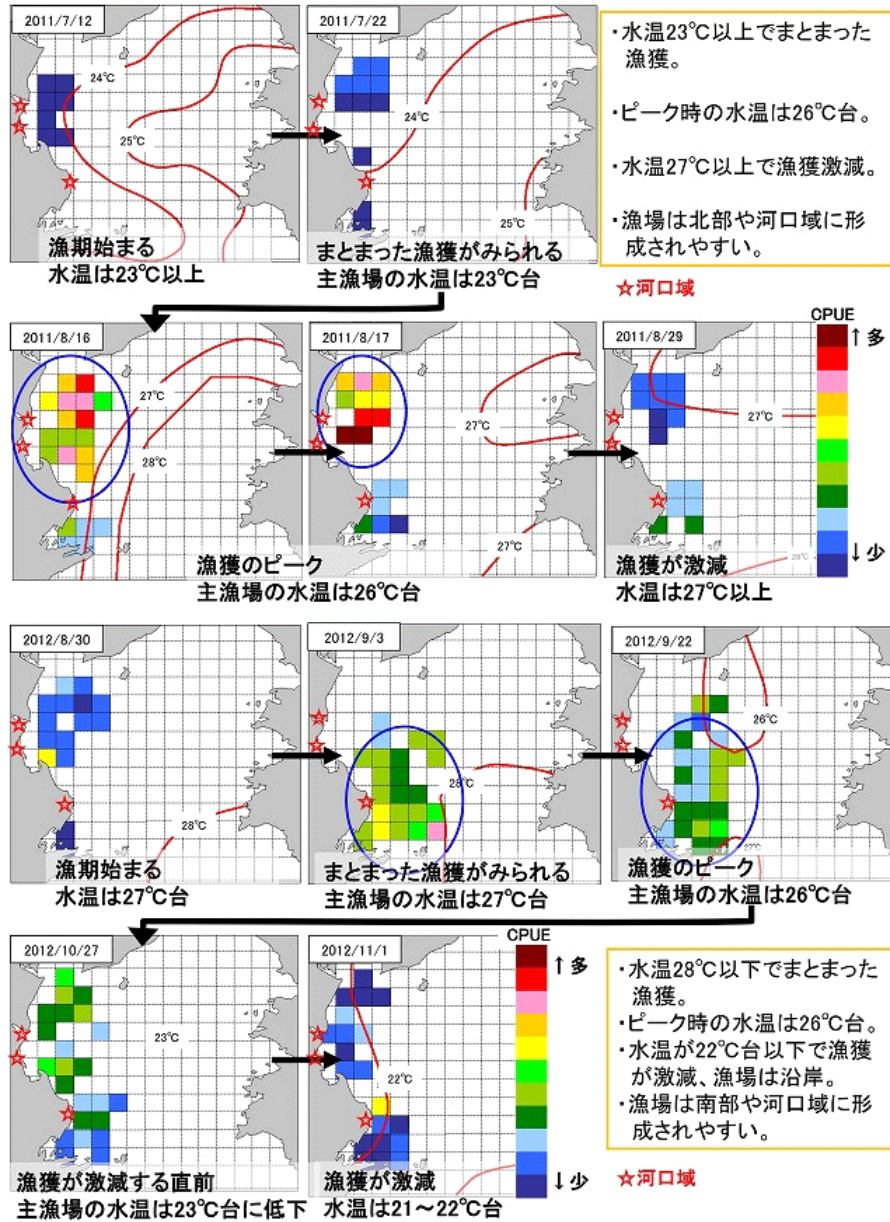 2011/7/12
24℃
25℃
漁期始まる
水温は23℃以上
2011/7/22
24℃
25℃
まとまった漁獲がみられる
主漁場の水温は23℃台
・水温23℃以上でまとまった
漁獲。
・ピーク時の水温は26℃台。
・水温27℃以上で漁獲激減。
・漁場は北部や河口域に形
成されやすい。
☆河口域
2011/8/16
27℃
28℃
2011/8/17
27℃
27℃
漁獲のピーク
主漁場の水温は26℃台
2011/8/29
27℃
28℃
漁獲が激減
水温は27℃以上
CPUE
↑多
↓少
2012/8/30
28℃
漁期始まる
水温は27℃台
2012/9/3
28℃
まとまった漁獲がみられる
主漁場の水温は27℃台
2012/9/22
26℃
27℃
漁獲のピーク
主漁場の水温は26℃台
2012/10/27
23℃
漁獲が激減する直前
主漁場の水温は23℃台に低下
2012/11/1
22℃
漁獲が激減
水温は21～22℃台
CPUE
↑多
↓少
・水温28℃以下でまとまった
漁獲。
・ピーク時の水温は26℃台。
・水温が22℃台以下で漁獲
が激減、漁場は沿岸。
・漁場は南部や河口域に形
成されやすい。
☆河口域